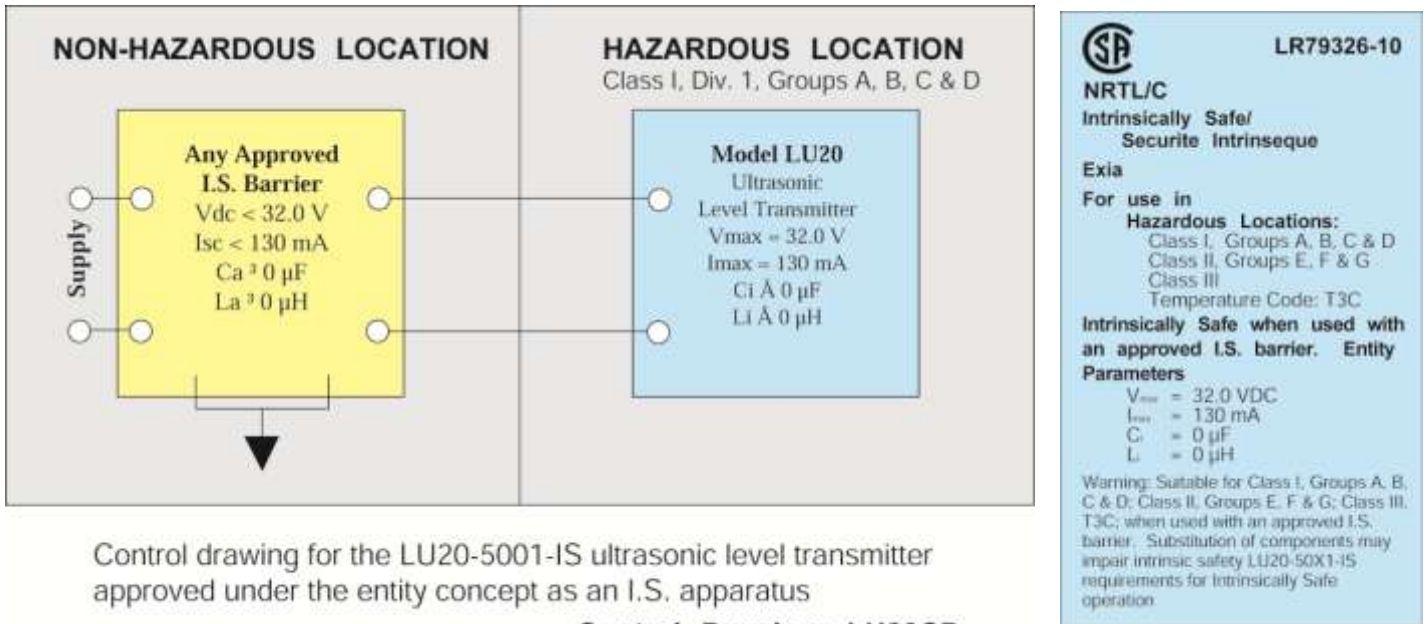 NON-HAZARDOUS LOCATION
HAZARDOUS LOCATION
Class I, Div. 1, Groups A, B, C & D
Supply
Any Approved
I.S. Barrier
Vdc < 32.0 V
Isc < 130 mA
Ca ³ 0 µF
La ³ 0 µH
Model LU20
Ultrasonic
Level Transmitter
Vmax = 32.0 V
Imax = 130 mA
Ci Å 0 µF
Li Å 0 µH
Control drawing for the LU20-5001-IS ultrasonic level transmitter
approved under the entity concept as an I.S. apparatus
LR79326-10
NRTL/C
Intrinsically Safe/
Securite Intrinseque
Exia
For use in
Hazardous Locations:
Class I, Groups A, B, C & D
Class II, Groups E, F & G
Class III
Temperature Code: T3C
Intrinsically Safe when used with
an approved I.S. barrier. Entity
Parameters
Vmax = 32.0 VDC
Imax = 130 mA
Ci = 0 µF
Li = 0 µH
Warning: Suitable for Class I, Groups A, B,
C & D; Class II, Groups E, F & G; Class III,
T3C; when used with an approved I.S.
barrier. Substitution of components may
impair intrinsic safety LU20-50X1-IS
requirements for Intrinsically Safe
operation